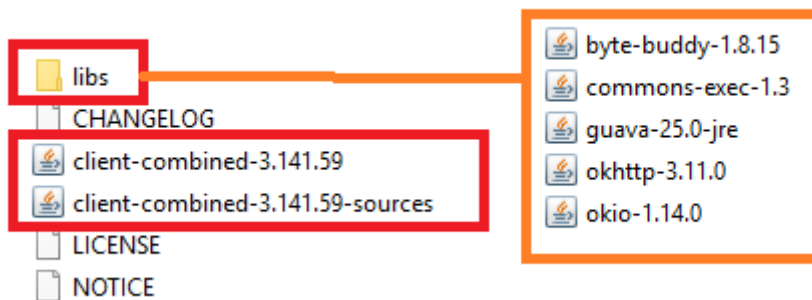 libs
CHANGELOG
client-combined-3.141.59
client-combined-3.141.59-sources
LICENSE
NOTICE
byte-buddy-1.8.15
commons-exec-1.3
guava-25.0-jre
okhttp-3.11.0
okio-1.14.0